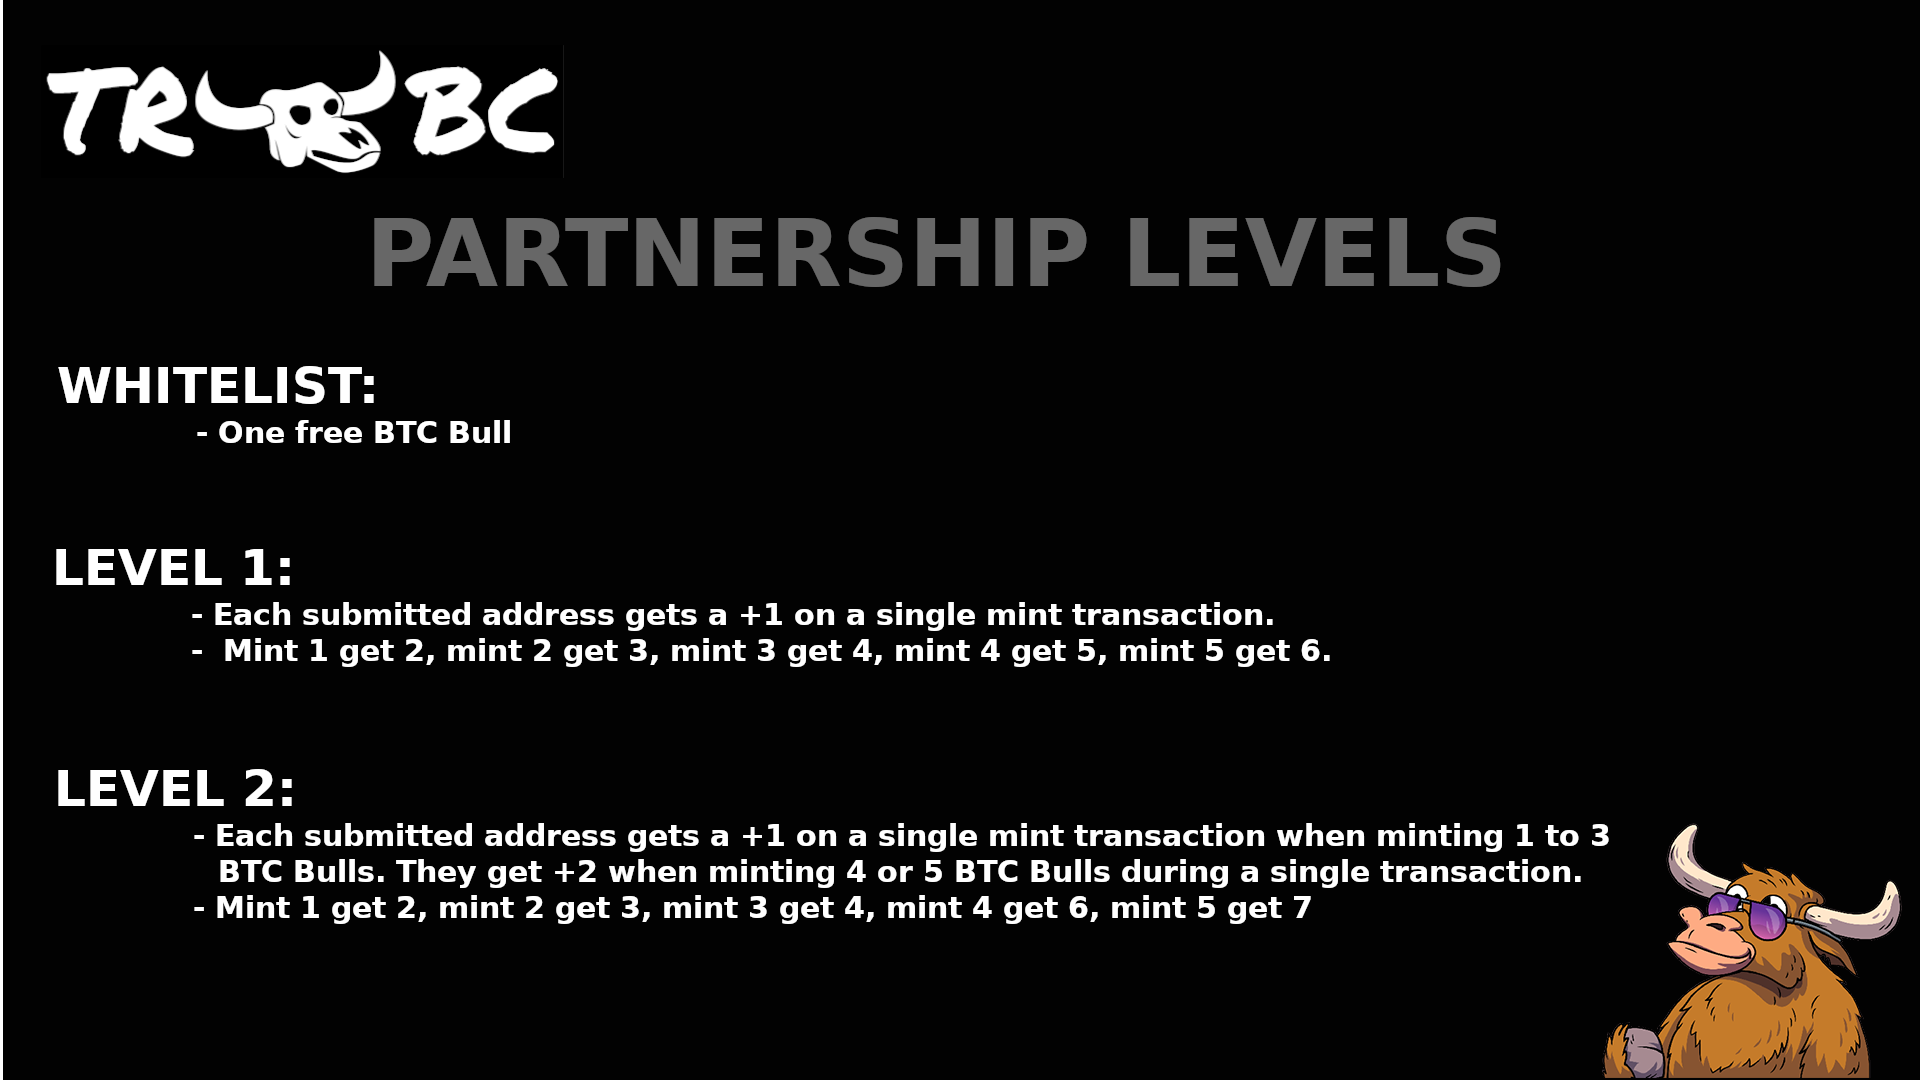 TR BC
PARTNERSHIP LEVELS
WHITELIST:
- One free BTC Bull
LEVEL 1:
- Each submitted address gets a +1 on a single mint transaction.
-  Mint 1 get 2, mint 2 get 3, mint 3 get 4, mint 4 get 5, mint 5 get 6.
LEVEL 2:
- Each submitted address gets a +1 on a single mint transaction when minting 1 to 3
BTC Bulls. They get +2 when minting 4 or 5 BTC Bulls during a single transaction.
- Mint 1 get 2, mint 2 get 3, mint 3 get 4, mint 4 get 6, mint 5 get 7